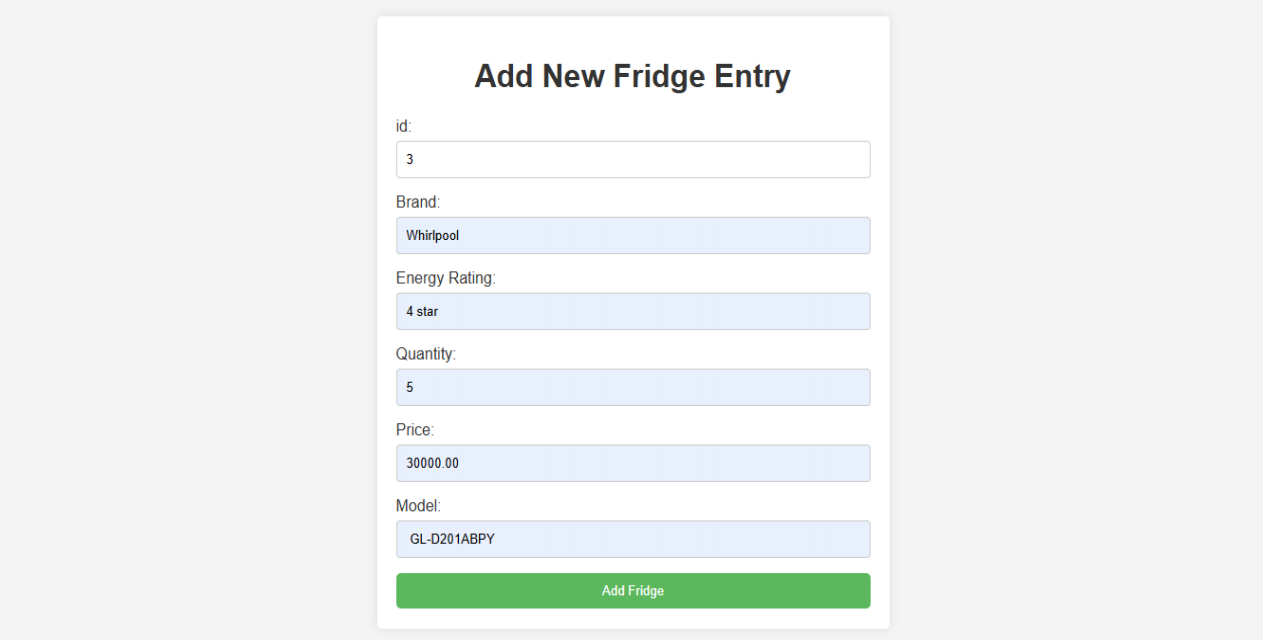 Add New Fridge Entry
id:
3
Brand:
Whirlpool
Energy Rating:
4 star
Quantity:
5
Price:
30000.00
Model:
GL-D201ABPY
Add Fridge